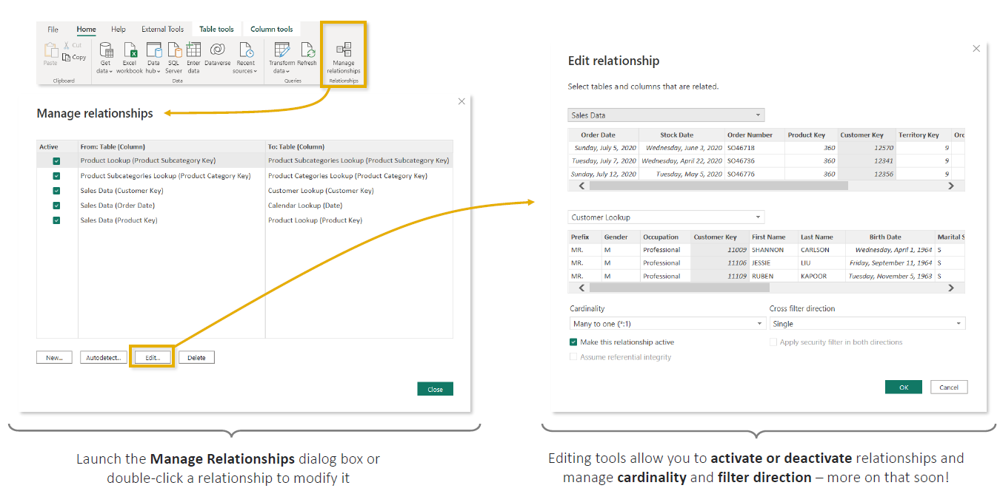 File Home Help External Tools Table tools Column tools
Paste
Cut
Copy
Clipboard
Get data
Excel workbook
Data hub
SQL Server
Enter data
Dataverse
Recent sources
Data
Transform data
Refresh
Queries
Manage relationships
Relationships
Manage relationships
Active From: Table (Column) To: Table (Column)
Product Lookup (Product Subcategory Key) Product Subcategories Lookup (Product Subcategory Key)
Product Subcategories Lookup (Product Category Key) Product Categories Lookup (Product Category Key)
Sales Data (Customer Key) Customer Lookup (Customer Key)
Sales Data (Order Date) Calendar Lookup (Date)
Sales Data (Product Key) Product Lookup (Product Key)
New... Autodetect... Edit... Delete
Close
Launch the Manage Relationships dialog box or
double-click a relationship to modify it
Edit relationship
Select tables and columns that are related.
Sales Data
Order Date Stock Date Order Number Product Key Customer Key Territory Key Orc
Sunday, July 5, 2020 Wednesday, June 3, 2020 SO46718 360 12570 9
Tuesday, July 7, 2020 Wednesday, April 22, 2020 SO46736 360 12341 9
Sunday, July 12, 2020 Tuesday, May 5, 2020 SO46776 360 12356 9
Customer Lookup
Prefix Gender Occupation Customer Key First Name Last Name Birth Date Marital S
MR. M Professional 11009 SHANNON CARLSON Wednesday, April 1, 1964 S
MR. M Professional 11106 JESSIE LIU Friday, September 11, 1964 S
MR. M Professional 11109 RUBEN KAPOOR Tuesday, November 5, 1963 S
Cardinality Cross filter direction
Many to one (*:1) Single
Make this relationship active Apply security filter in both directions
Assume referential integrity
OK Cancel
Editing tools allow you to activate or deactivate relationships and
manage cardinality and filter direction – more on that soon!